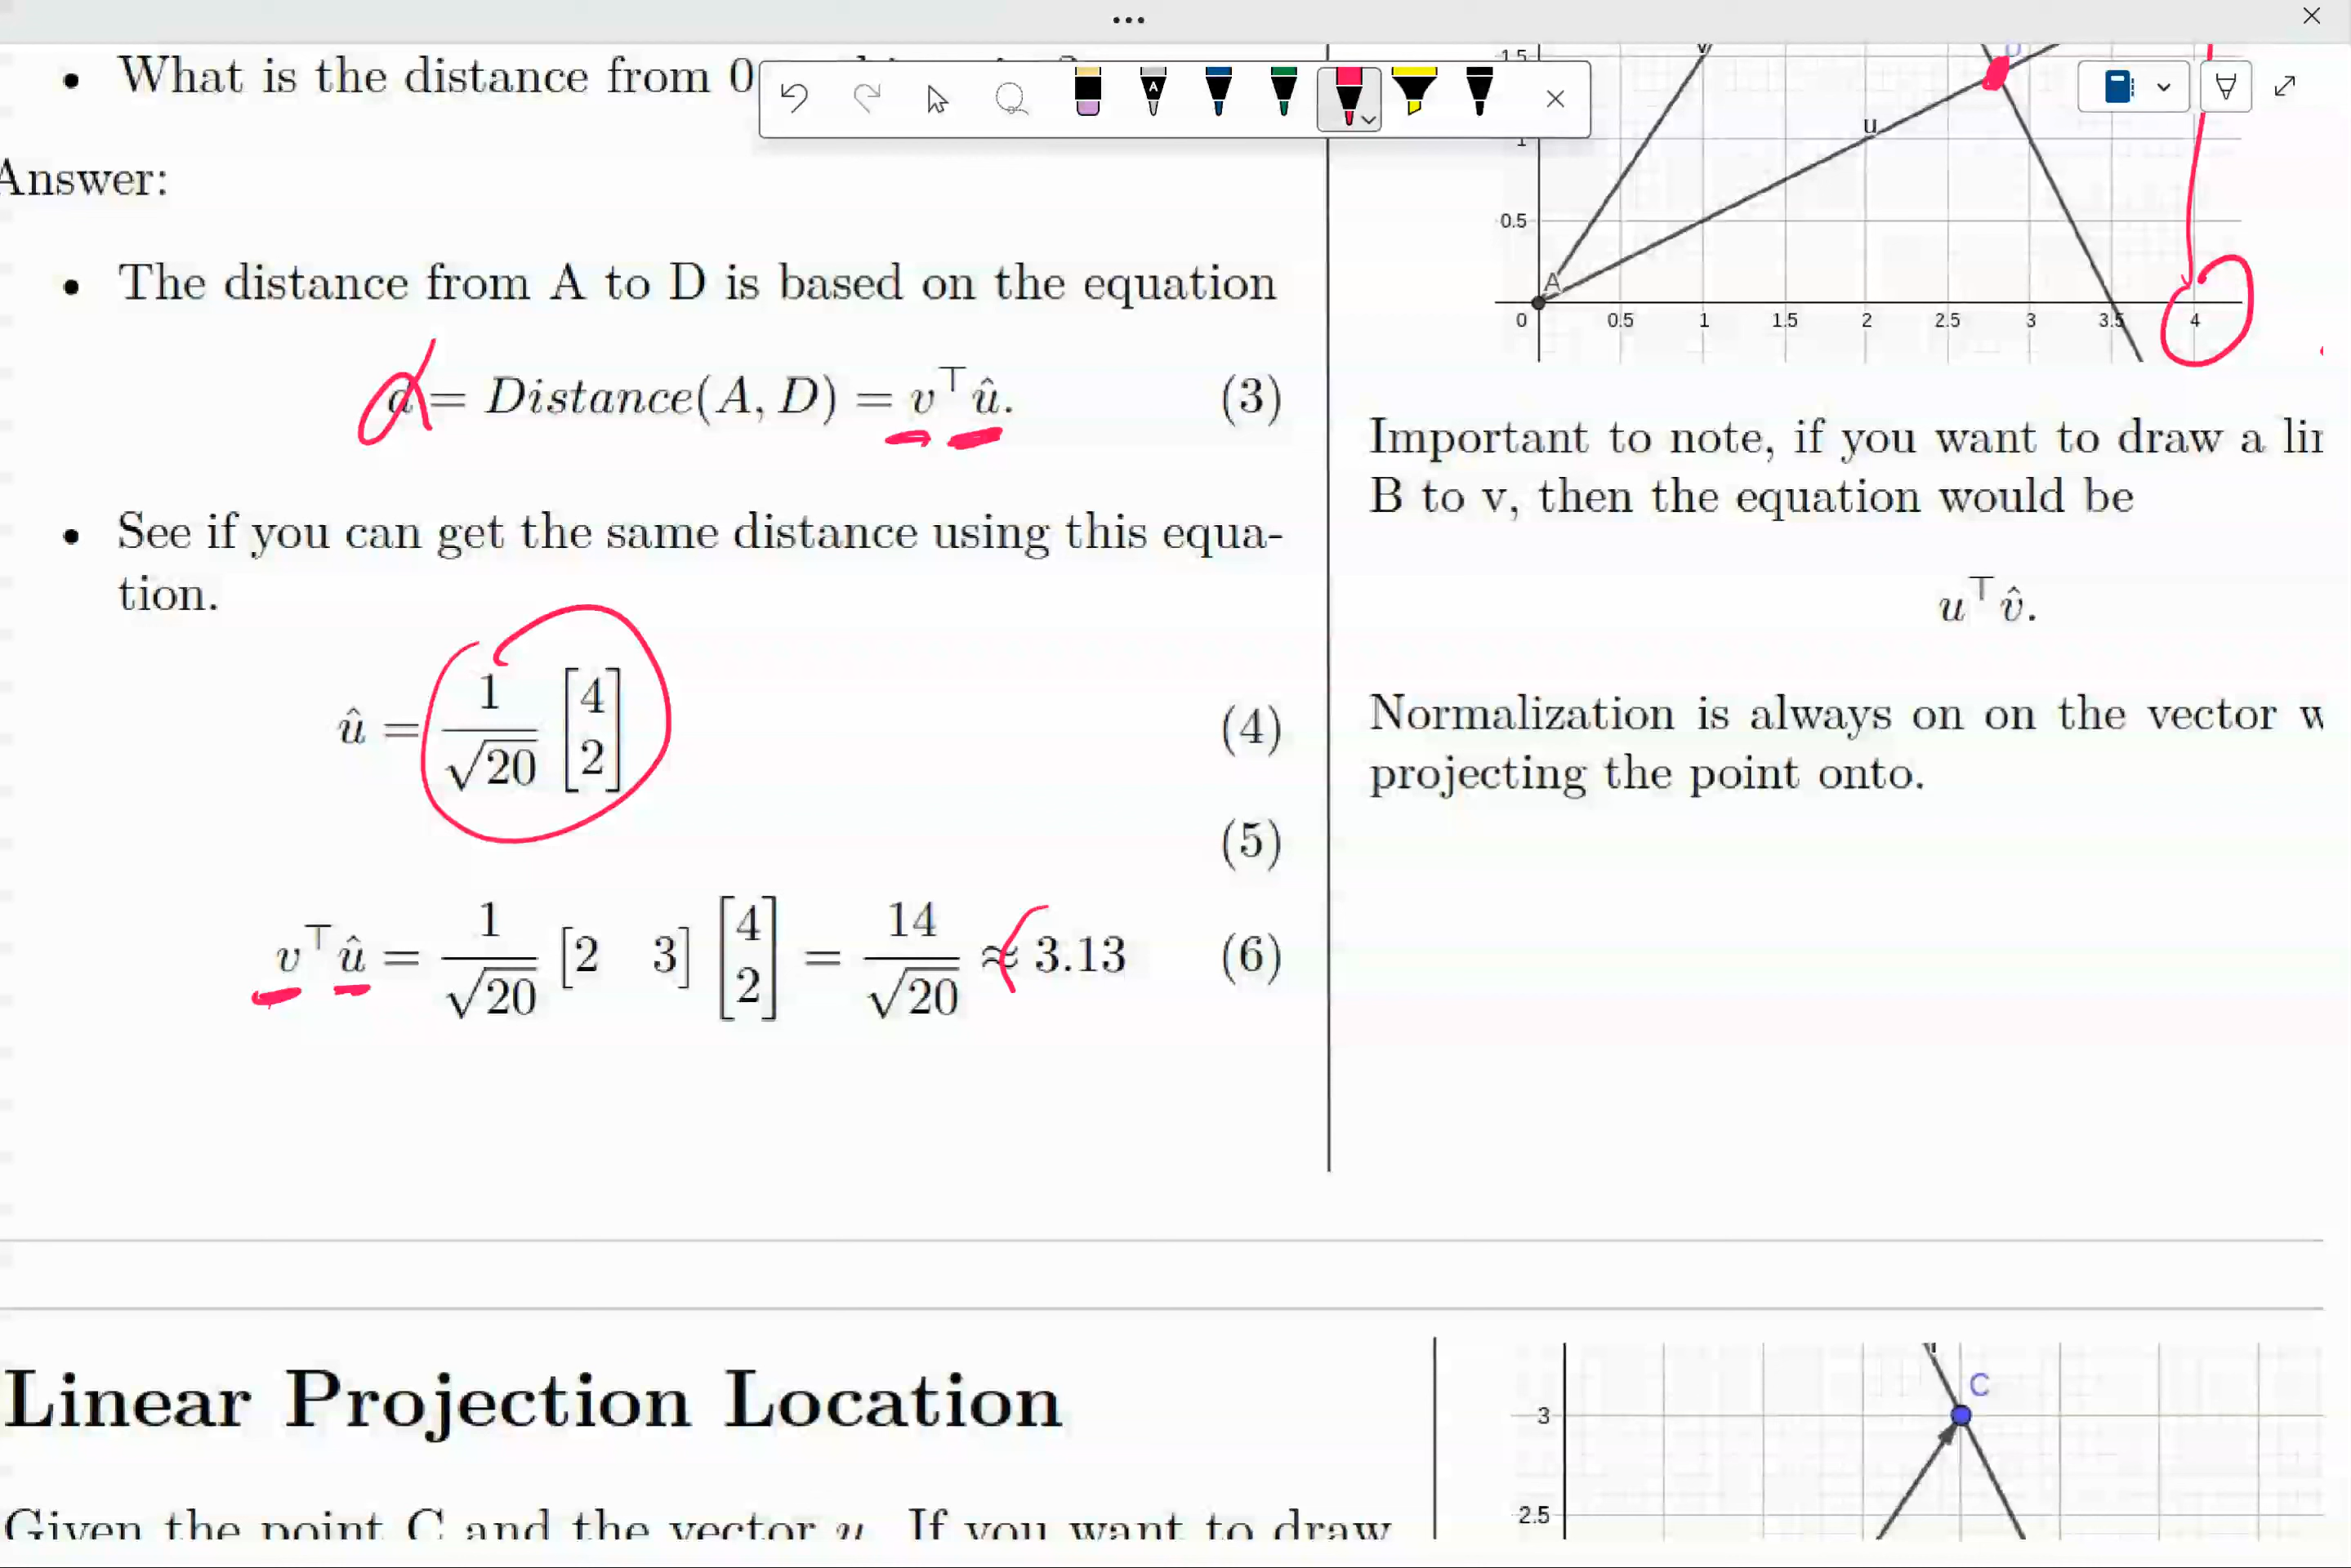 • What is the distance from 0
Answer:
• The distance from A to D is based on the equation
d = Distance(A, D) = v⊤û. (3)
• See if you can get the same distance using this equa-
tion.
û = 1/√20 [4 2] (4)
(5)
v⊤û = 1/√20 [2 3] [4 2] = 14/√20 ≈ 3.13 (6)
1.5
v
D
u
1
0.5
A
0 0.5 1 1.5 2 2.5 3 3.5 4
Important to note, if you want to draw a
B to v, then the equation would be
u⊤v̂.
Normalization is always on on the vector
projecting the point onto.
Linear Projection Location
Given the point C and the vector u. If you want to draw
C
3
2.5